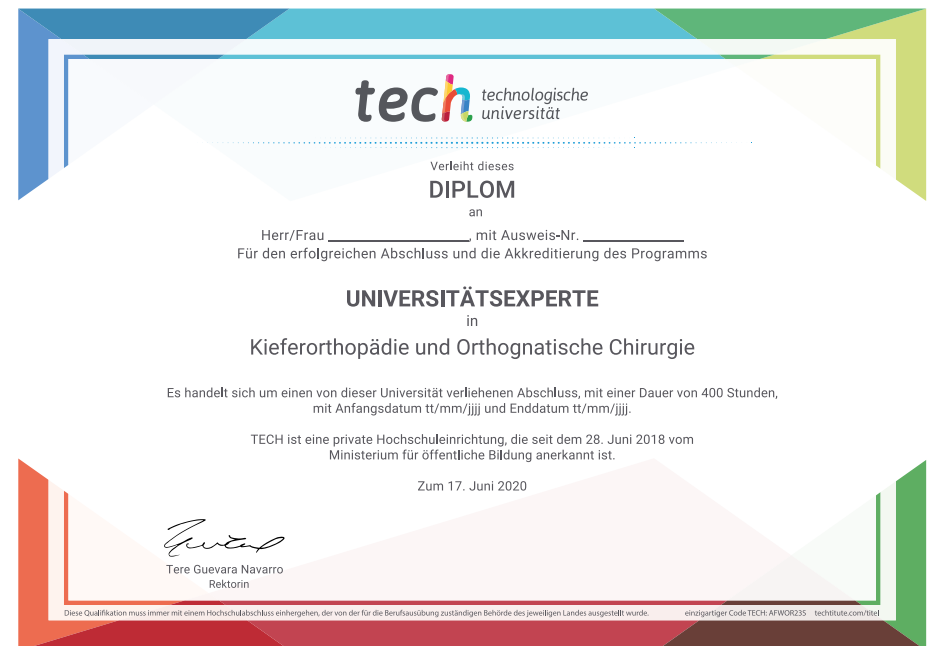 tech technologische
universität
Verleiht dieses
DIPLOM
an
Herr/Frau ____________, mit Ausweis-Nr. ____________
Für den erfolgreichen Abschluss und die Akkreditierung des Programms
UNIVERSITÄTSEXPERTE
in
Kieferorthopädie und Orthognatische Chirurgie
Es handelt sich um einen von dieser Universität verliehenen Abschluss, mit einer Dauer von 400 Stunden,
mit Anfangsdatum tt/mm/jjjj und Enddatum tt/mm/jjjj.
TECH ist eine private Hochschuleinrichtung, die seit dem 28. Juni 2018 vom
Ministerium für öffentliche Bildung anerkannt ist.
Zum 17. Juni 2020
Tere Guevara Navarro
Rektorin
Diese Qualifikation muss immer mit einem Hochschulabschluss einhergehen, der von der für die Berufsausübung zuständigen Behörde des jeweiligen Landes ausgestellt wurde. einzigartiger Code TECH: AFWOR23S techtitute.com/titel